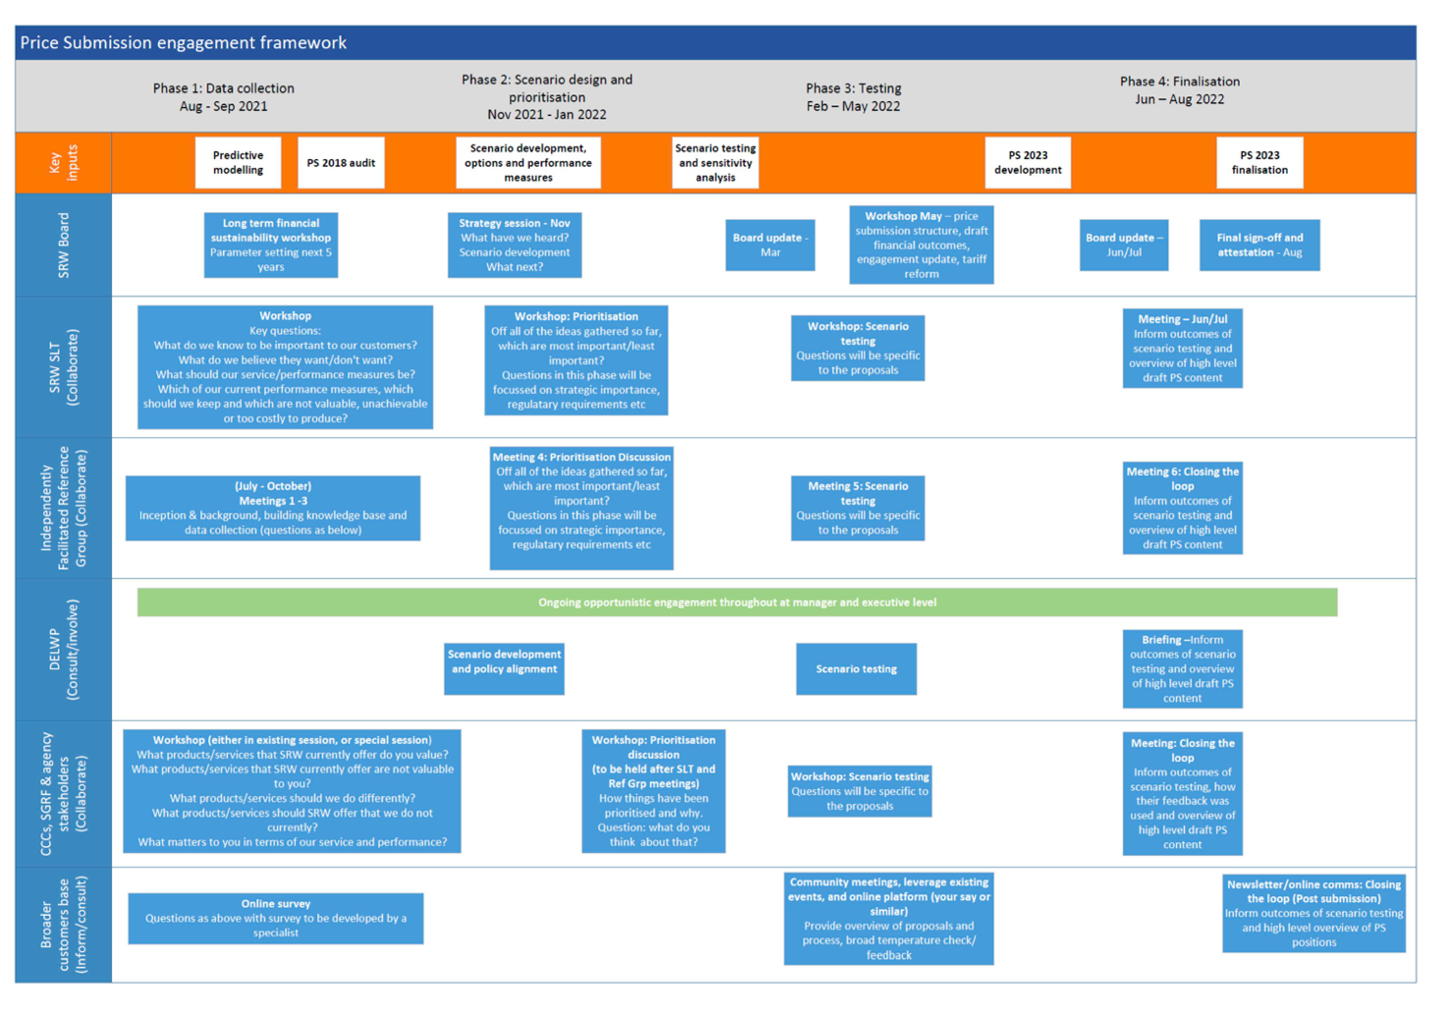 Price Submission engagement framework
Phase 1: Data collection
Aug - Sep 2021
Phase 2: Scenario design and
prioritisation
Nov 2021 - Jan 2022
Phase 3: Testing
Feb – May 2022
Phase 4: Finalisation
Jun – Aug 2022
Key
inputs
Predictive
modelling
PS 2018 audit
Scenario development,
options and performance
measures
Scenario testing
and sensitivity
analysis
PS 2023
development
PS 2023
finalisation
SRW Board
Long term financial
sustainability workshop
Parameter setting next 5
years
Strategy session - Nov
What have we heard?
Scenario development
What next?
Board update -
Mar
Workshop May – price
submission structure, draft
financial outcomes,
engagement update, tariff
reform
Board update –
Jun/Jul
Final sign-off and
attestation - Aug
SRW SLT
(Collaborate)
Workshop
Key questions:
What do we know to be important to our customers?
What do we believe they want/don't want?
What should our service/performance measures be?
Which of our current performance measures, which
should we keep and which are not valuable, unachievable
or too costly to produce?
Workshop: Prioritisation
Off all of the ideas gathered so far,
which are most important/least
important?
Questions in this phase will be
focussed on strategic importance,
regulatary requirements etc
Workshop: Scenario
testing
Questions will be specific
to the proposals
Meeting – Jun/Jul
Inform outcomes of
scenario testing and
overview of high level
draft PS content
Independently
Facilitated Reference
Group (Collaborate)
(July - October)
Meetings 1 -3
Inception & background, building knowledge base and
data collection (questions as below)
Meeting 4: Prioritisation Discussion
Off all of the ideas gathered so far,
which are most important/least
important?
Questions in this phase will be
focussed on strategic importance,
regulatary requirements etc
Meeting 5: Scenario
testing
Questions will be specific
to the proposals
Meeting 6: Closing the
loop
Inform outcomes of
scenario testing and
overview of high level
draft PS content
DELWP
(Consult/involve)
Ongoing opportunistic engagement throughout at manager and executive level
Scenario development
and policy alignment
Scenario testing
Briefing –Inform
outcomes of scenario
testing and overview
of high level draft PS
content
CCCs, SGRF & agency
stakeholders
(Collaborate)
Workshop (either in existing session, or special session)
What products/services that SRW currently offer do you value?
What products/services that SRW currently offer are not valuable
to you?
What products/services should we do differently?
What products/services should SRW offer that we do not
currently?
What matters to you in terms of our service and performance?
Workshop: Prioritisation
discussion
(to be held after SLT and
Ref Grp meetings)
How things have been
prioritised and why.
Question: what do you
think about that?
Workshop: Scenario testing
Questions will be specific to
the proposals
Meeting: Closing the
loop
Inform outcomes of
scenario testing, how
their feedback was
used and overview of
high level draft PS
content
Broader
customers base
(Inform/consult)
Online survey
Questions as above with survey to be developed by a
specialist
Community meetings, leverage existing
events, and online platform (your say or
similar)
Provide overview of proposals and
process, broad temperature check/
feedback
Newsletter/online comms: Closing
the loop (Post submission)
Inform outcomes of scenario testing
and high level overview of PS
positions